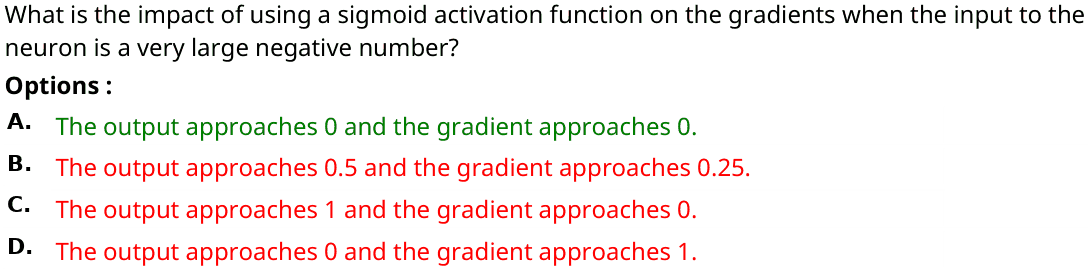 What is the impact of using a sigmoid activation function on the gradients when the input to the
neuron is a very large negative number?
Options :
A. The output approaches 0 and the gradient approaches 0.
B. The output approaches 0.5 and the gradient approaches 0.25.
C. The output approaches 1 and the gradient approaches 0.
D. The output approaches 0 and the gradient approaches 1.